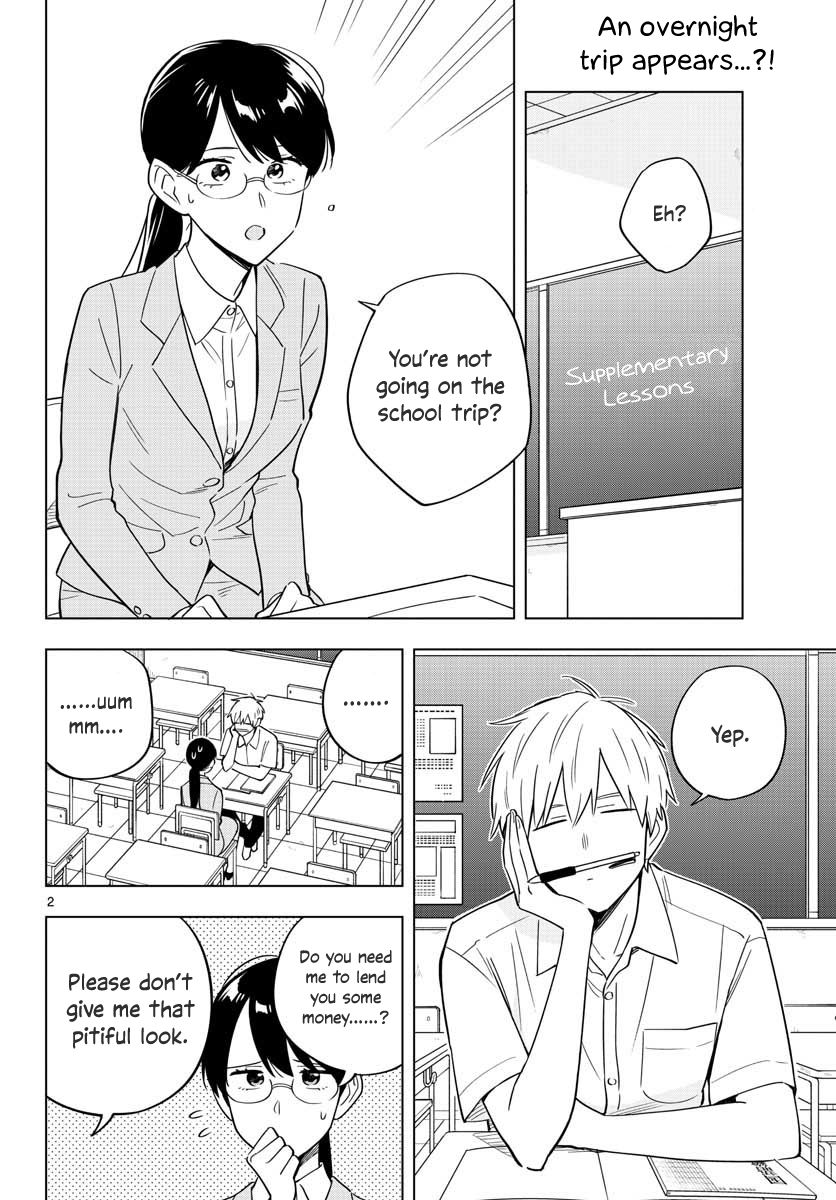 An overnight
trip appears...?!
Eh?
Supplementary
Lessons
You're not
going on the
school trip?
Yep.
.......
......uum
mm....
Do you need
me to lend
you some
money......?
Please don't
give me that
pitiful look.
2